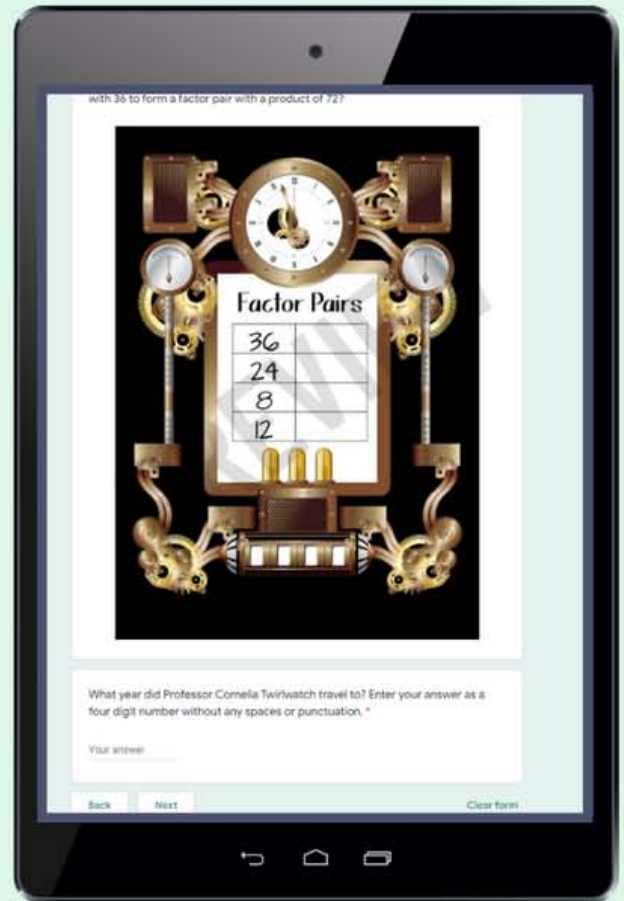 with 36 to form a factor pair with a product of 72?
Factor Pairs
36
24
8
12
What year did Professor Cornelia Twirlwatch travel to? Enter your answer as a
four digit number without any spaces or punctuation. *
Your answer
Back Next Clear form